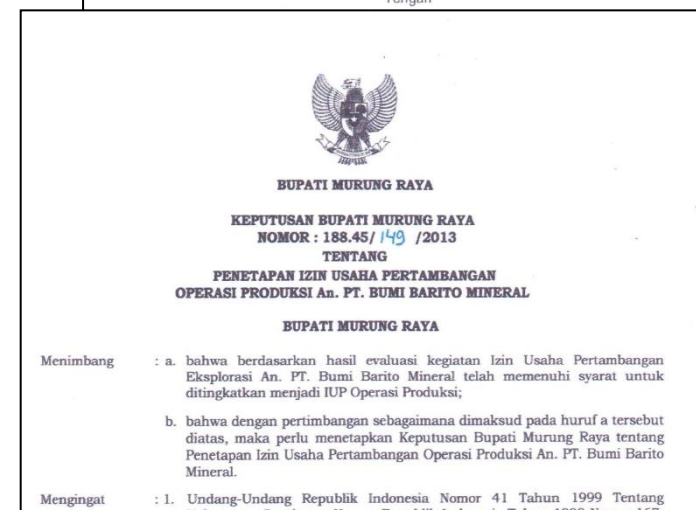 Tengah
BUPATI MURUNG RAYA
KEPUTUSAN BUPATI MURUNG RAYA
NOMOR : 188.45/ 149 /2013
TENTANG
PENETAPAN IZIN USAHA PERTAMBANGAN
OPERASI PRODUKSI An. PT. BUMI BARITO MINERAL
BUPATI MURUNG RAYA
Menimbang : a. bahwa berdasarkan hasil evaluasi kegiatan Izin Usaha Pertambangan
Eksplorasi An. PT. Bumi Barito Mineral telah memenuhi syarat untuk
ditingkatkan menjadi IUP Operasi Produksi;
b. bahwa dengan pertimbangan sebagaimana dimaksud pada huruf a tersebut
diatas, maka perlu menetapkan Keputusan Bupati Murung Raya tentang
Penetapan Izin Usaha Pertambangan Operasi Produksi An. PT. Bumi Barito
Mineral.
Mengingat : 1. Undang-Undang Republik Indonesia Nomor 41 Tahun 1999 Tentang